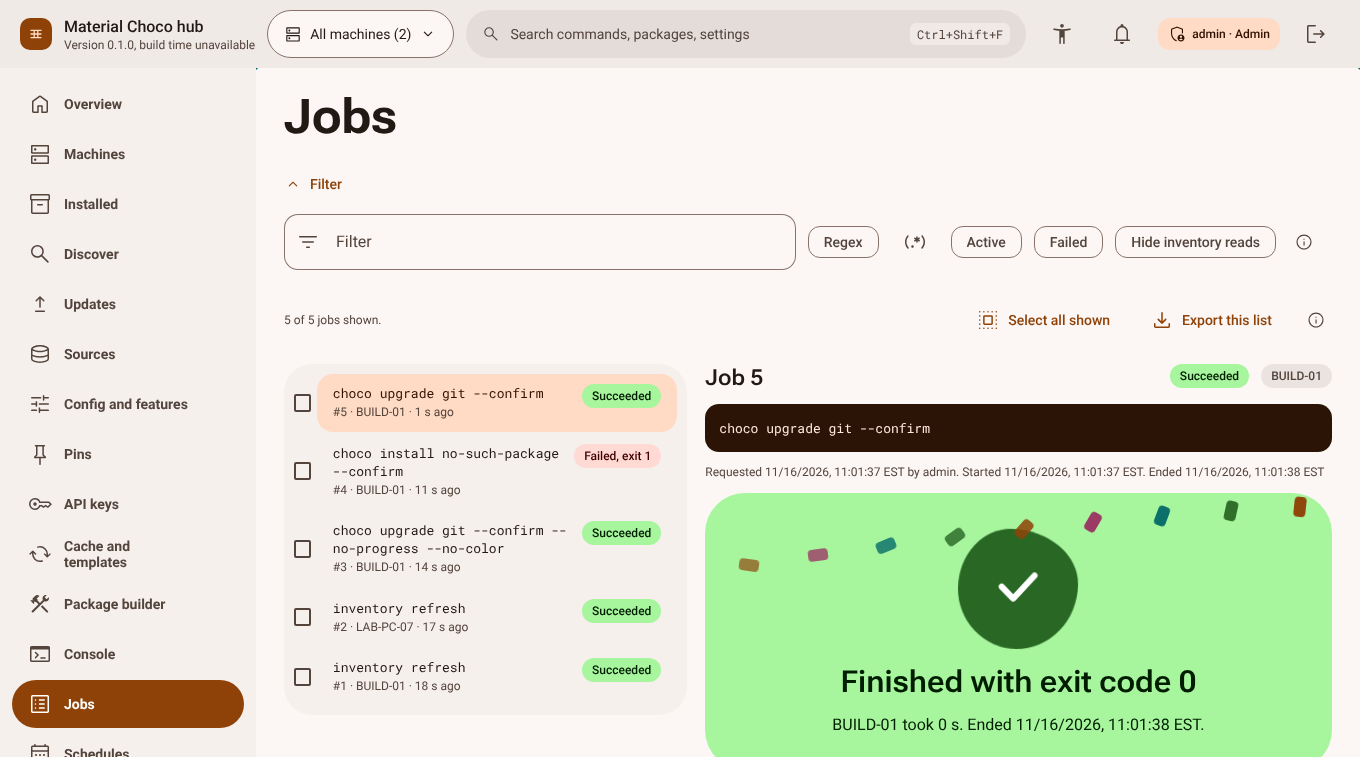 Material Choco hub
Version 0.1.0, build time unavailable
All machines (2)
Search commands, packages, settings
Ctrl+Shift+F
admin · Admin
Overview
Machines
Installed
Discover
Updates
Sources
Config and features
Pins
API keys
Cache and
templates
Package builder
Console
Jobs
Schedules
Jobs
Filter
Filter
Regex
(.*)
Active
Failed
Hide inventory reads
5 of 5 jobs shown.
Select all shown
Export this list
choco upgrade git --confirm
#5 · BUILD-01 · 1 s ago
Succeeded
choco install no-such-package
--confirm
#4 · BUILD-01 · 11 s ago
Failed, exit 1
choco upgrade git --confirm --
no-progress --no-color
#3 · BUILD-01 · 14 s ago
Succeeded
inventory refresh
#2 · LAB-PC-07 · 17 s ago
Succeeded
inventory refresh
#1 · BUILD-01 · 18 s ago
Succeeded
Job 5
Succeeded
BUILD-01
choco upgrade git --confirm
Requested 11/16/2026, 11:01:37 EST by admin. Started 11/16/2026, 11:01:37 EST. Ended 11/16/2026, 11:01:38 EST
Finished with exit code 0
BUILD-01 took 0 s. Ended 11/16/2026, 11:01:38 EST.